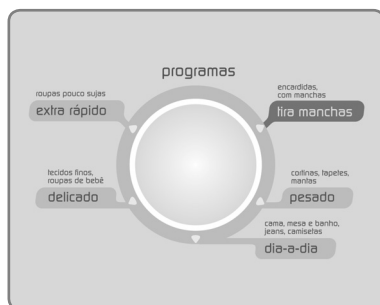 programas
roupas pouco sujas
extra rápido
encardidas,
com manchas
tira manchas
tecidos finos,
roupas de bebê
delicado
cortinas, tapetes,
mantas
pesado
cama, mesa e banho,
jeans, camisetas
dia-a-dia